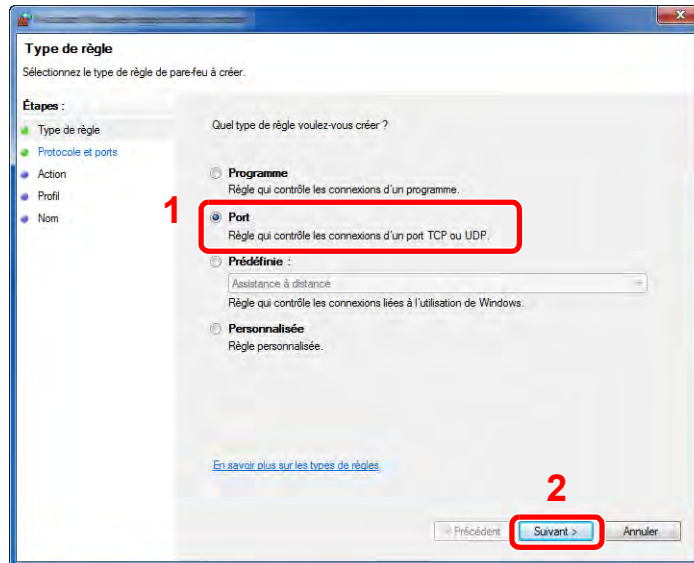 Type de règle
Sélectionnez le type de règle de pare-feu à créer.
Étapes :
Type de règle
Protocole et ports
Action
Profil
Nom
Quel type de règle voulez-vous créer ?
Programme
Règle qui contrôle les connexions d'un programme.
1
Port
Règle qui contrôle les connexions d'un port TCP ou UDP.
Prédéfinie :
Assistance à distance
Règle qui contrôle les connexions liées à l'utilisation de Windows.
Personnalisée
Règle personnalisée.
En savoir plus sur les types de règles
2
< Précédent
Suivant >
Annuler